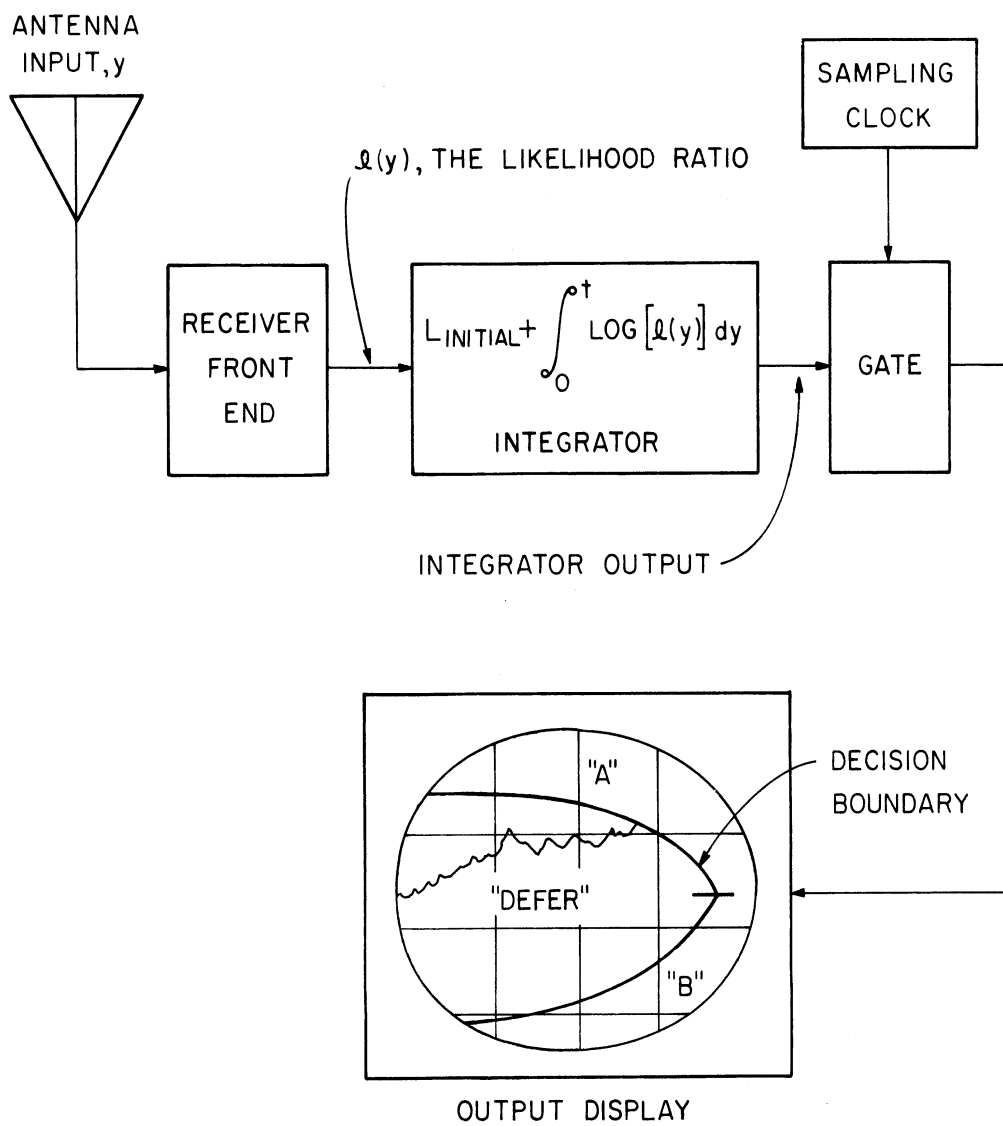 ANTENNA
INPUT, y
SAMPLING
CLOCK
ℓ(y), THE LIKELIHOOD RATIO
RECEIVER
FRONT
END
L INITIAL + ∫ 0 t LOG [ℓ(y)] dy
INTEGRATOR
GATE
INTEGRATOR OUTPUT
"A"
DECISION
BOUNDARY
"DEFER"
"B"
OUTPUT DISPLAY